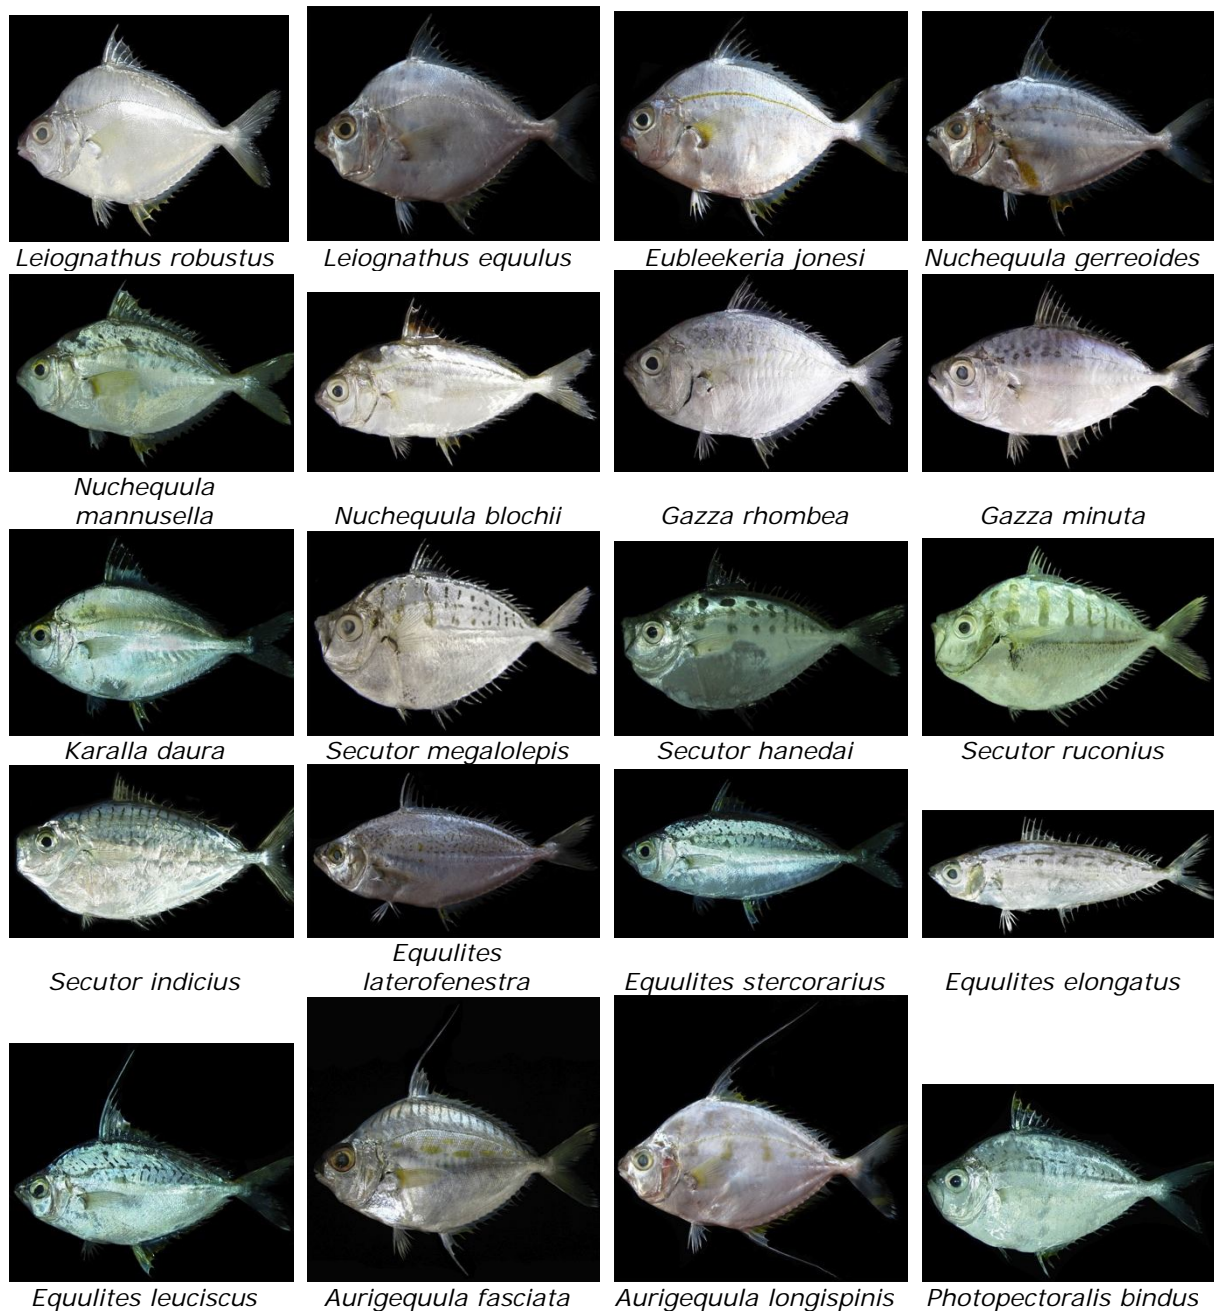 Leiognathus robustus
Leiognathus equulus
Eubleekeria jonesi
Nuchequula gerreoides
Nuchequula
mannusella
Nuchequula blochii
Gazza rhombea
Gazza minuta
Karalla daura
Secutor megalolepis
Secutor hanedai
Secutor ruconius
Secutor indicius
Equulites
laterofenestra
Equulites stercorarius
Equulites elongatus
Equulites leuciscus
Aurigequula fasciata
Aurigequula longispinis
Photopectoralis bindus